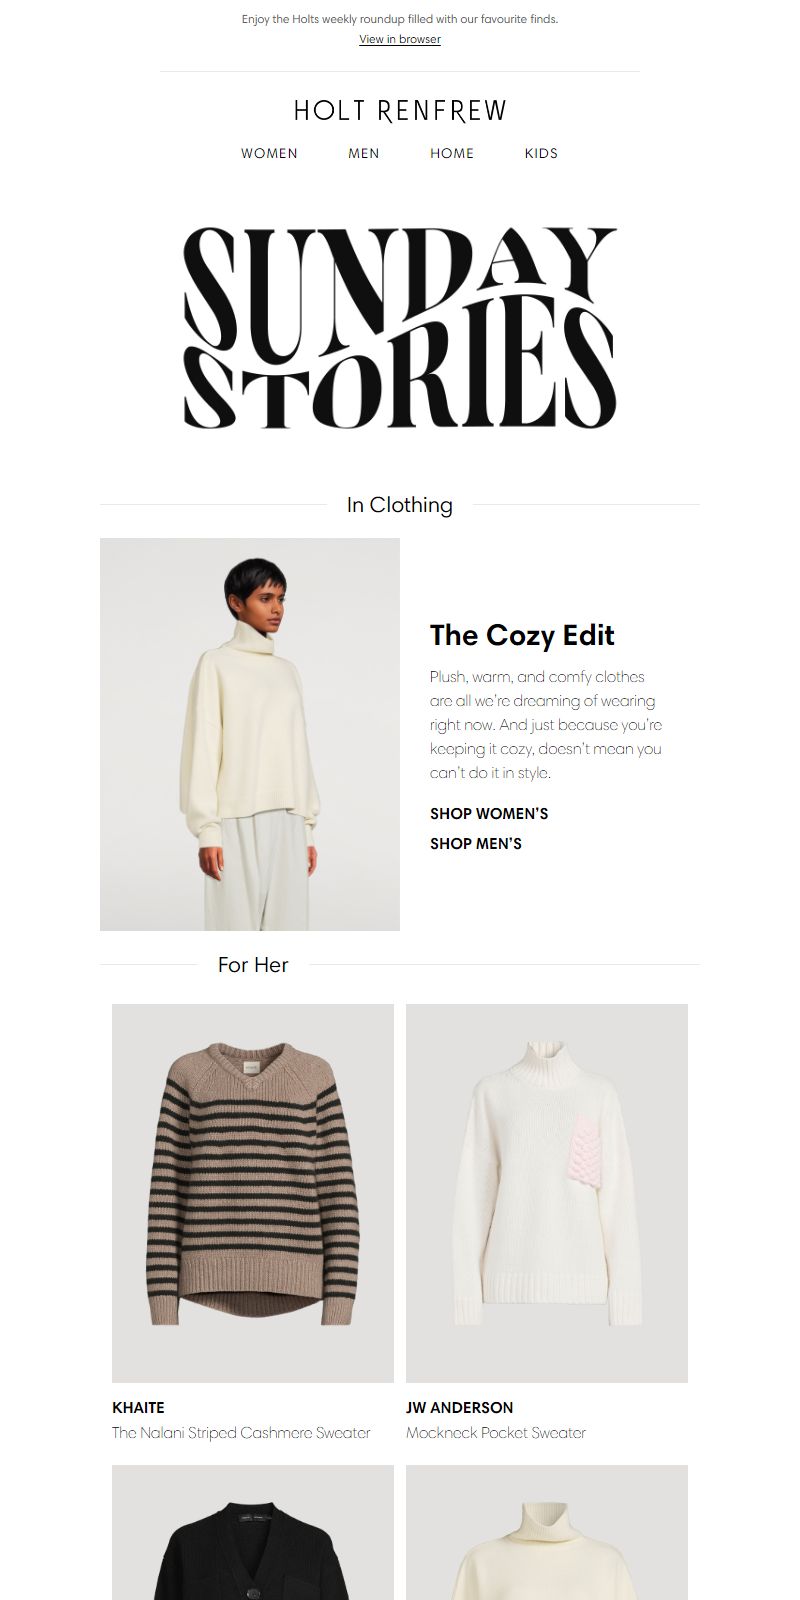 Enjoy the Holts weekly roundup filled with our favourite finds.
View in browser
HOLT RENFREW
WOMEN MEN HOME KIDS
SUNDAY
STORIES
In Clothing
The Cozy Edit
Plush, warm, and comfy clothes
are all we're dreaming of wearing
right now. And just because you're
keeping it cozy, doesn't mean you
can't do it in style.
SHOP WOMEN'S
SHOP MEN'S
For Her
KHAITE
The Nalani Striped Cashmere Sweater
JW ANDERSON
Mockneck Pocket Sweater